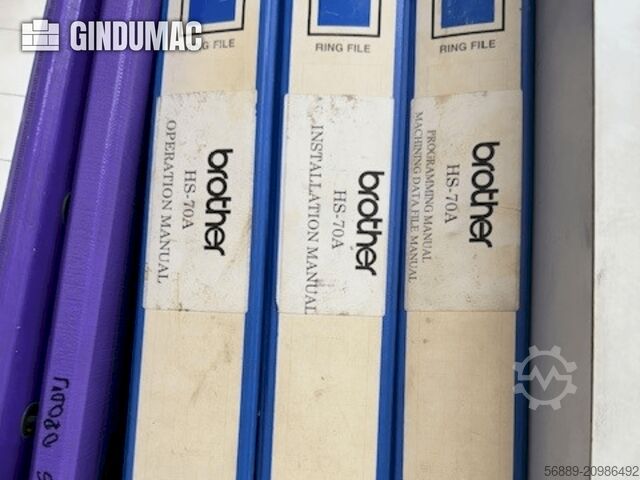 GINDUMAC
RING FILE
RING FILE
RING FILE
brother
HS-70A
OPERATION MANUAL
brother
HS-70A
INSTALLATION MANUAL
brother
HS-70A
PROGRAMMING MANUAL
MACHINING DATA FILE MANUAL
56889-20986492